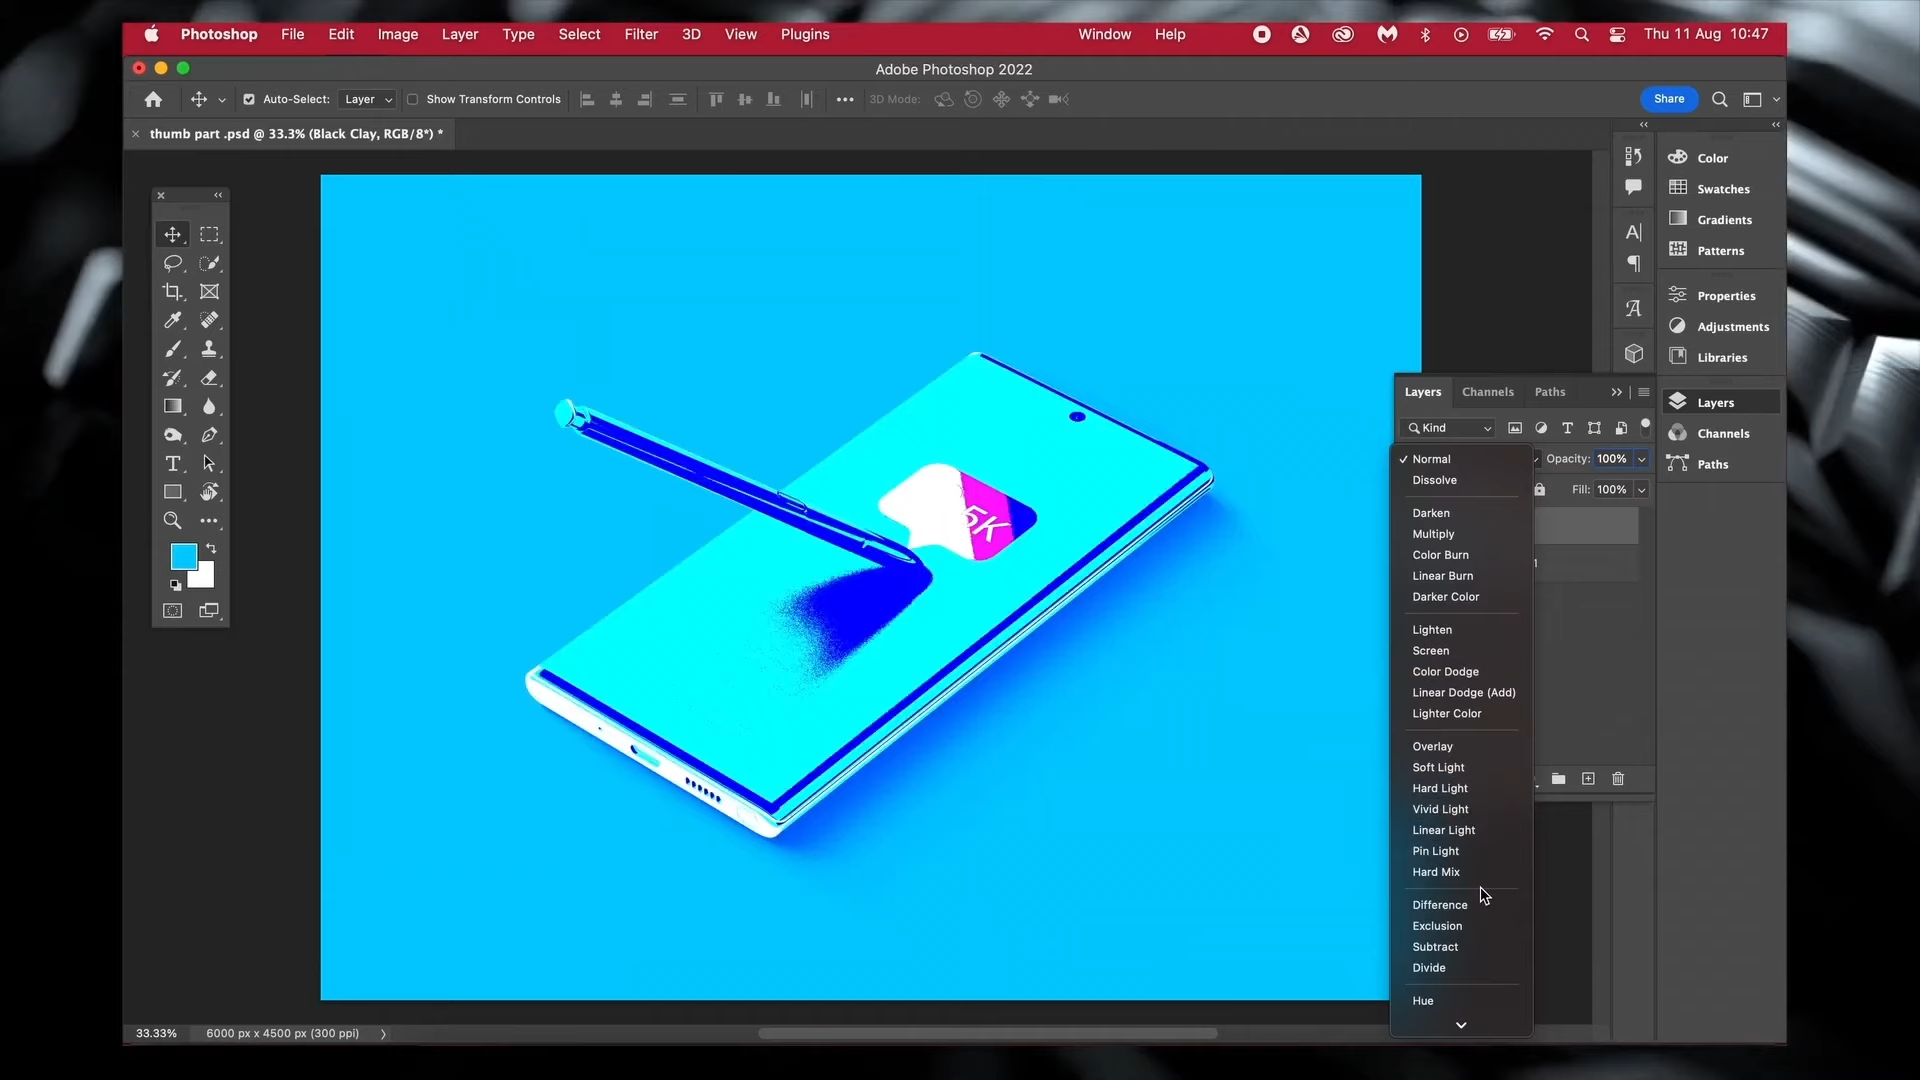 Photoshop File Edit Image Layer Type Select Filter 3D View Plugins Window Help Thu 11 Aug 10:47
Adobe Photoshop 2022
Auto-Select: Layer Show Transform Controls 3D Mode: Share
thumb part .psd @ 33.3% (Black Clay, RGB/8*) *
Color
Swatches
Gradients
Patterns
Properties
Adjustments
Libraries
Layers
Channels
Paths
Layers Channels Paths
Kind
Opacity: 100%
Fill: 100%
Normal
Dissolve
Darken
Multiply
Color Burn
Linear Burn
Darker Color
Lighten
Screen
Color Dodge
Linear Dodge (Add)
Lighter Color
Overlay
Soft Light
Hard Light
Vivid Light
Linear Light
Pin Light
Hard Mix
Difference
Exclusion
Subtract
Divide
Hue
5K
33.33% 6000 px x 4500 px (300 ppi)